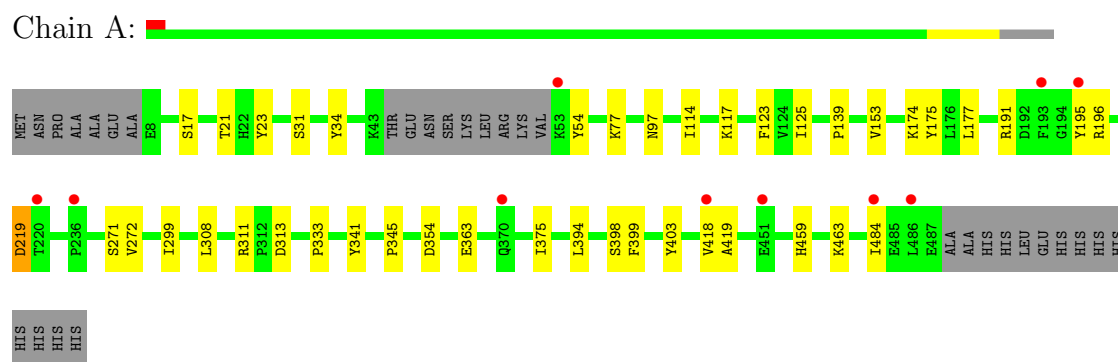 Chain A:
MET ASN PRO ALA ALA GLU ALA E8 S17 T21 H22 Y23 S31 Y34 K43 THR GLU ASN SER LYS LEU ARG LYS VAL K53 Y54 K77 N97 I114 K117 F123 V124 I125 P139 V153 K174 Y175 L176 L177 R191 D192 F193 G194 Y195 R196
D219 T220 P236 S271 V272 I299 L308 R311 P312 D313 P333 Y341 P345 D354 E363 Q370 I375 L394 S398 F399 Y403 V418 A419 E451 H459 K463 I484 E485 L486 E487 ALA ALA HIS HIS LEU GLU HIS HIS HIS HIS HIS
HIS HIS HIS HIS